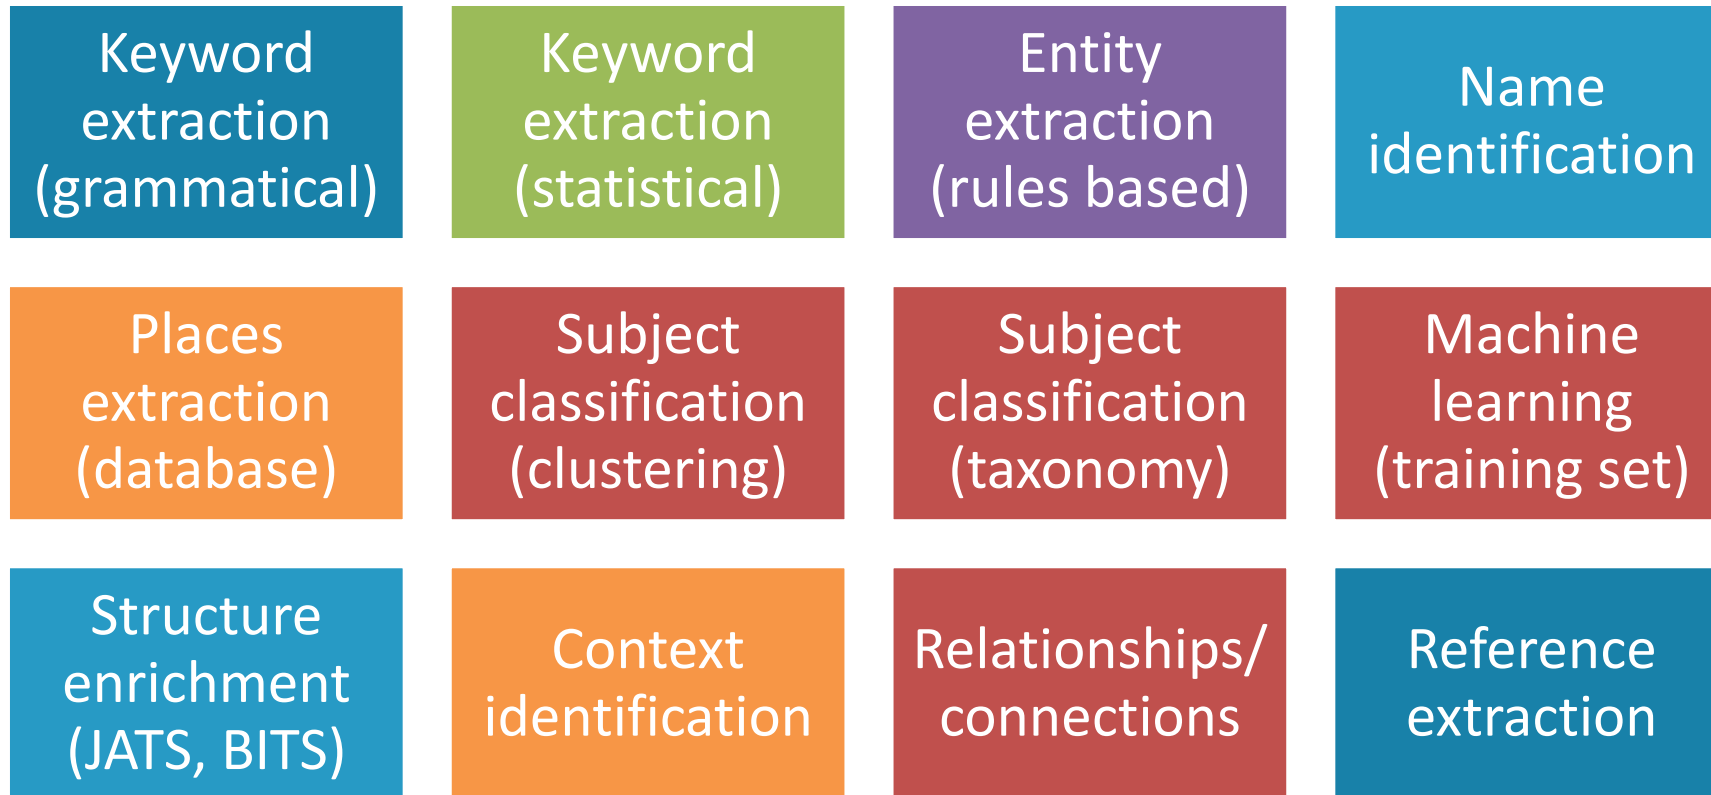 Keyword
extraction
(grammatical)
Keyword
extraction
(statistical)
Entity
extraction
(rules based)
Name
identification
Places
extraction
(database)
Subject
classification
(clustering)
Subject
classification
(taxonomy)
Machine
learning
(training set)
Structure
enrichment
(JATS, BITS)
Context
identification
Relationships/
connections
Reference
extraction